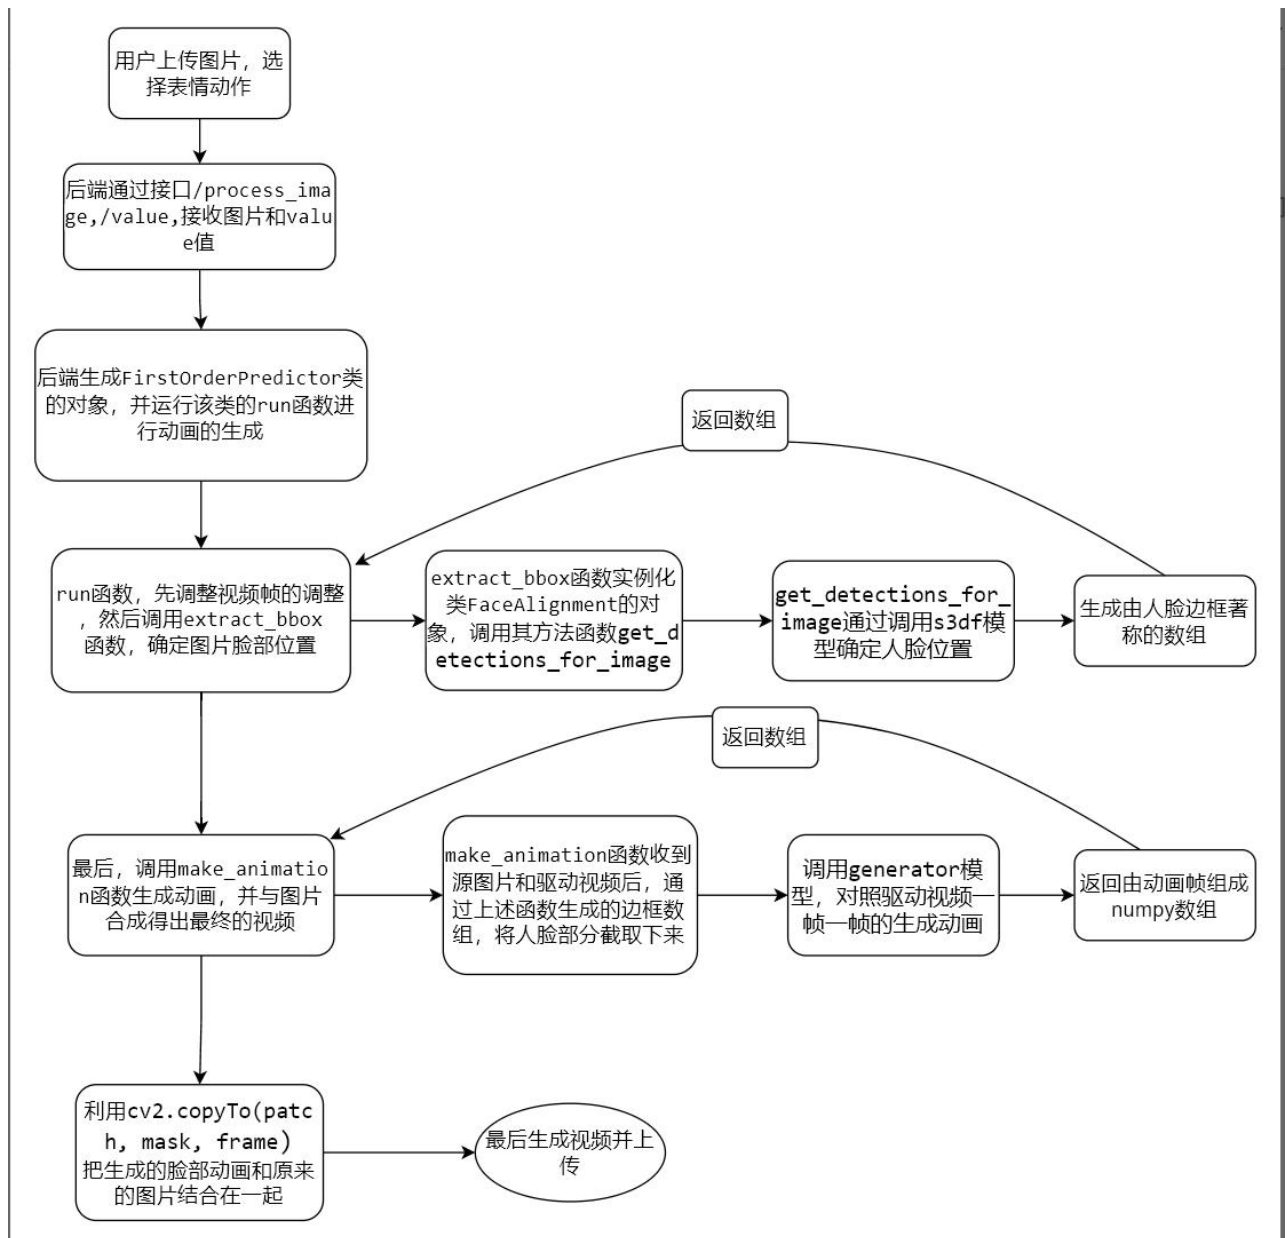 用户上传图片，选
择表情动作
后端通过接口/process_ima
ge,/value,接收图片和valu
e值
后端生成FirstOrderPredictor类
的对象，并运行该类的run函数进
行动画的生成
返回数组
run函数，先调整视频帧的调整
，然后调用extract_bbox
函数，确定图片脸部位置
extract_bbox函数实例化
类FaceAlignment的对
象，调用其方法函数get_d
etections_for_image
get_detections_for_
image通过调用s3df模
型确定人脸位置
生成由人脸边框著
称的数组
返回数组
最后，调用make_animatio
n函数生成动画，并与图片
合成得出最终的视频
make_animation函数收到
源图片和驱动视频后，通
过上述函数生成的边框数
组，将人脸部分截取下来
调用generator模
型，对照驱动视频一
帧一帧的生成动画
返回由动画帧组成
numpy数组
利用cv2.copyTo(patc
h, mask, frame)
把生成的脸部动画和原来
的图片结合在一起
最后生成视频并上
传